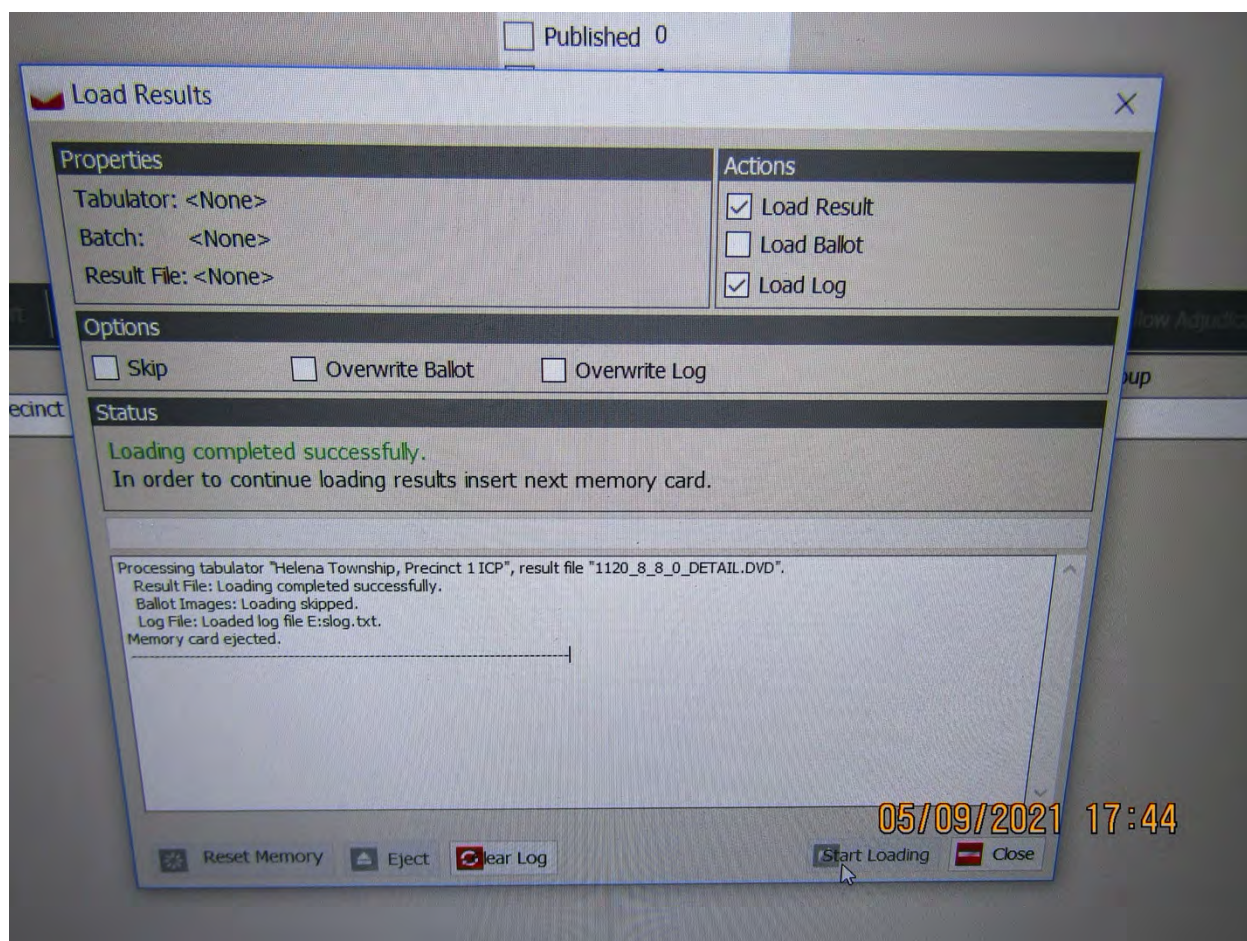 Published 0
Load Results
Properties
Tabulator: <None>
Batch: <None>
Result File: <None>
Actions
Load Result
Load Ballot
Load Log
Options
Skip
Overwrite Ballot
Overwrite Log
Status
Loading completed successfully.
In order to continue loading results insert next memory card.
Processing tabulator "Helena Township, Precinct 1 ICP", result file "1120_8_8_0_DETAIL.DVD".
Result File: Loading completed successfully.
Ballot Images: Loading skipped.
Log File: Loaded log file E:slog.txt.
Memory card ejected.
-----------------------------------------------------------------------
Reset Memory
Eject
Clear Log
Start Loading
Close
ecinct
oup
05/09/2021 17:44